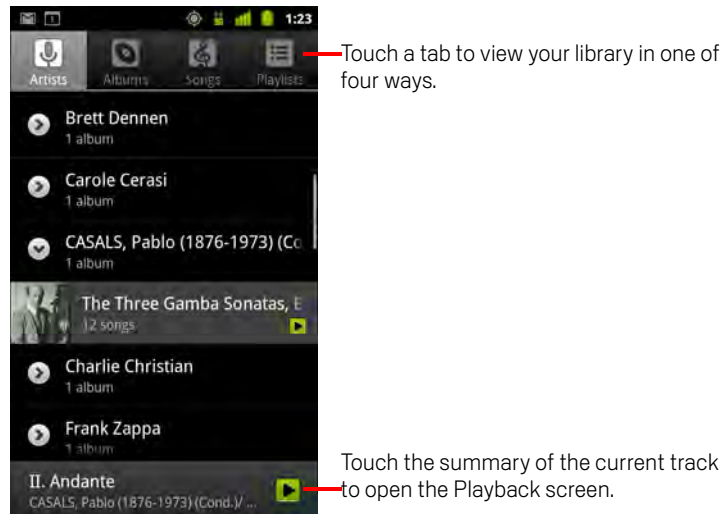 1:23
Artists Albums Songs Playlists
Touch a tab to view your library in one of
four ways.
Brett Dennen
1 album
Carole Cerasi
1 album
CASALS, Pablo (1876-1973) (Co
1 album
The Three Gamba Sonatas, E
12 songs
Charlie Christian
1 album
Frank Zappa
1 album
II. Andante
CASALS, Pablo (1876-1973) (Cond.)/ ...
Touch the summary of the current track
to open the Playback screen.